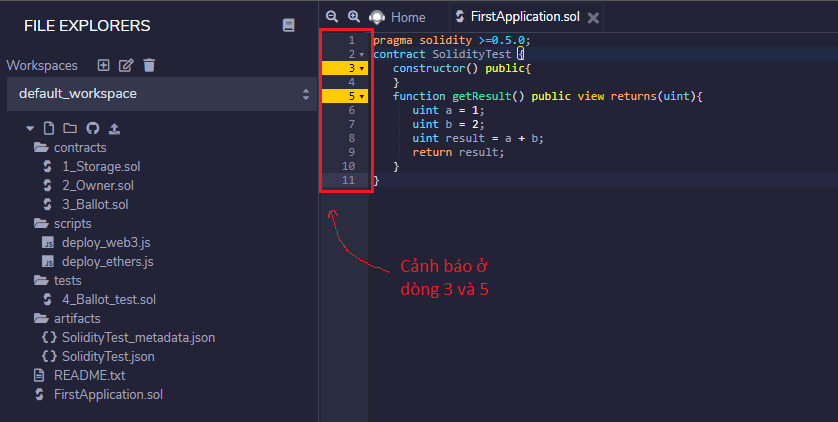 FILE EXPLORERS
Workspaces
default_workspace
contracts
1_Storage.sol
2_Owner.sol
3_Ballot.sol
scripts
JS deploy_web3.js
JS deploy_ethers.js
tests
4_Ballot_test.sol
artifacts
{} SolidityTest_metadata.json
{} SolidityTest.json
README.txt
FirstApplication.sol
Home FirstApplication.sol
1 pragma solidity >=0.5.0;
2 contract SolidityTest {
3 constructor() public{
4 }
5 function getResult() public view returns(uint){
6 uint a = 1;
7 uint b = 2;
8 uint result = a + b;
9 return result;
10 }
11 }
Cảnh báo ở
dòng 3 và 5